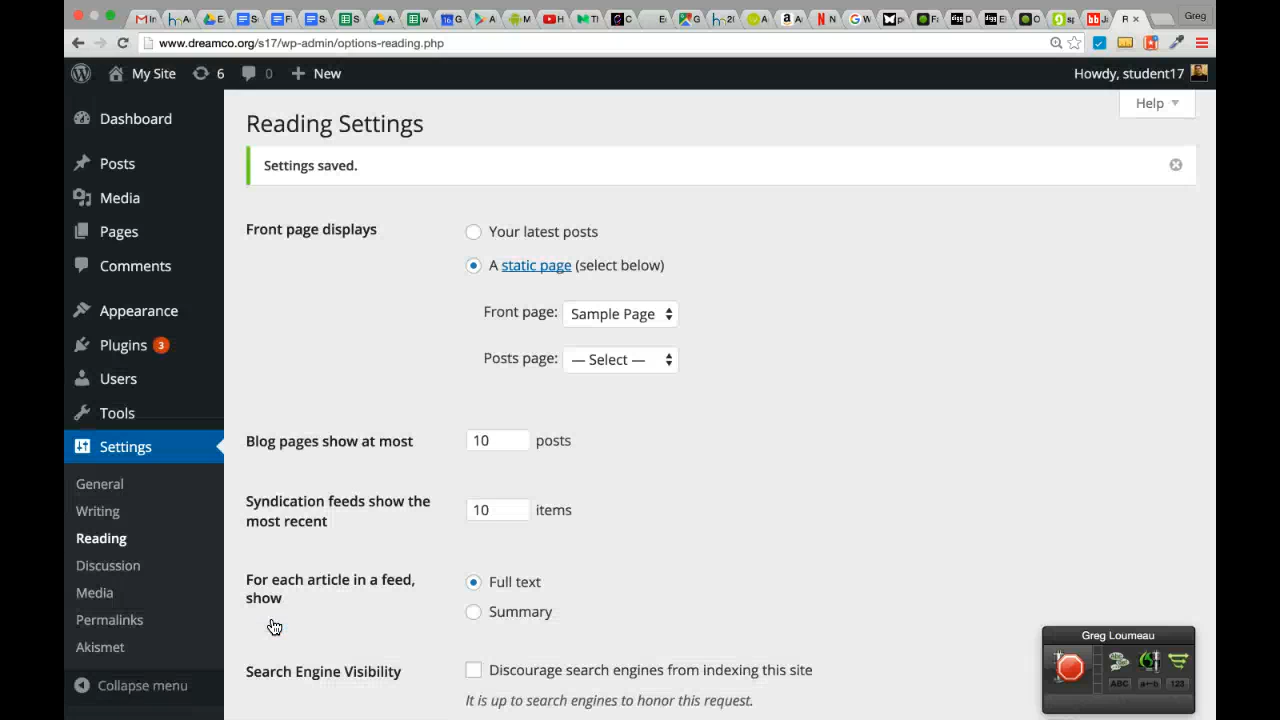 Greg
www.dreamco.org/s17/wp-admin/options-reading.php
My Site 6 0 New Howdy, student17
Help
Dashboard
Posts
Media
Pages
Comments
Appearance
Plugins 3
Users
Tools
Settings
General
Writing
Reading
Discussion
Media
Permalinks
Akismet
Collapse menu
Reading Settings
Settings saved.
Front page displays
Your latest posts
A static page (select below)
Front page: Sample Page
Posts page: — Select —
Blog pages show at most 10 posts
Syndication feeds show the
most recent
10 items
For each article in a feed,
show
Full text
Summary
Search Engine Visibility
Discourage search engines from indexing this site
It is up to search engines to honor this request.
Greg Loumeau
ABC
123